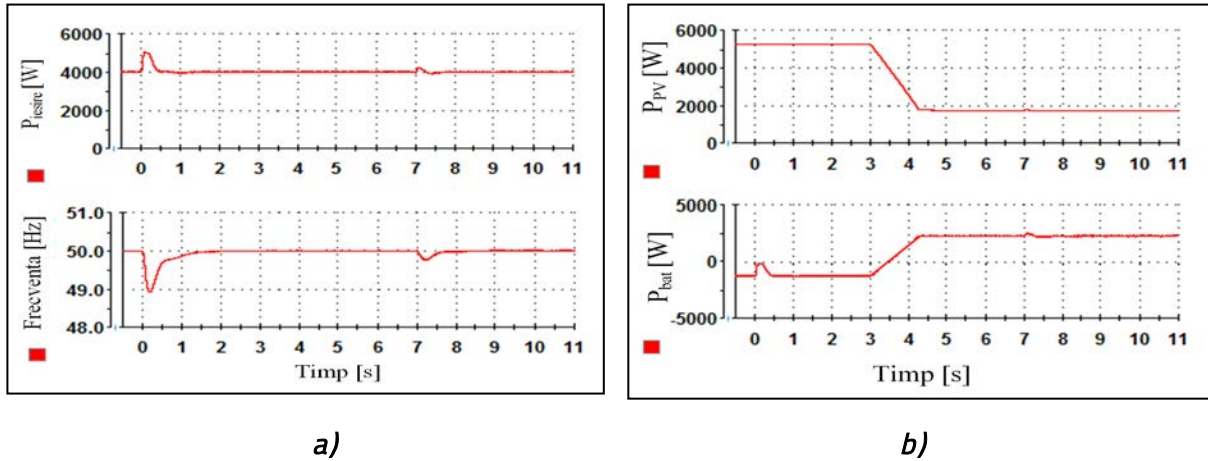 P_iesire [W]
6000
4000
2000
0
0 1 2 3 4 5 6 7 8 9 10 11
Frecventa [Hz]
51.0
50.0
49.0
48.0
0 1 2 3 4 5 6 7 8 9 10 11
Timp [s]
a)
P_PV [W]
6000
4000
2000
0
0 1 2 3 4 5 6 7 8 9 10 11
P_bat [W]
5000
0
-5000
0 1 2 3 4 5 6 7 8 9 10 11
Timp [s]
b)